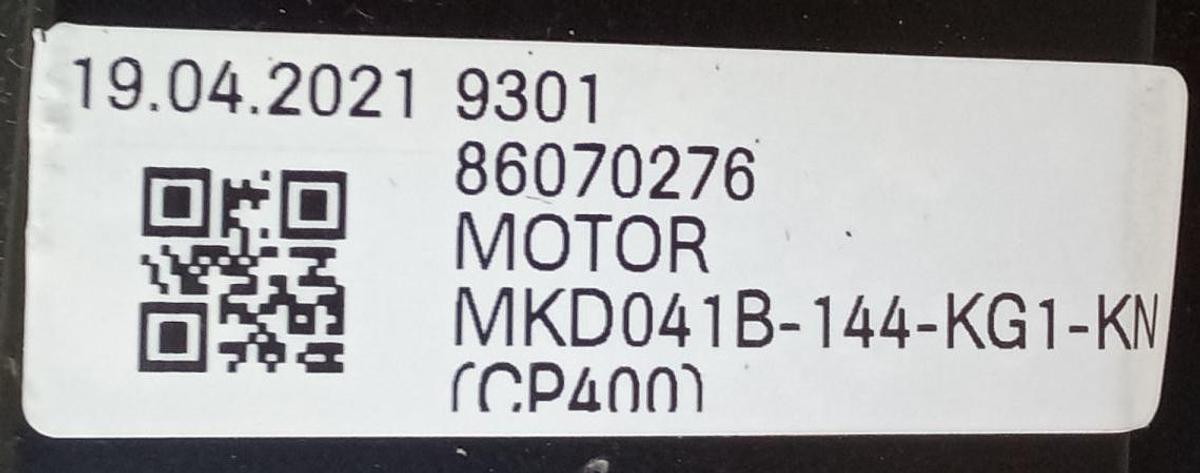 19.04.2021 9301
86070276
MOTOR
MKD041B-144-KG1-KN
(CP400)